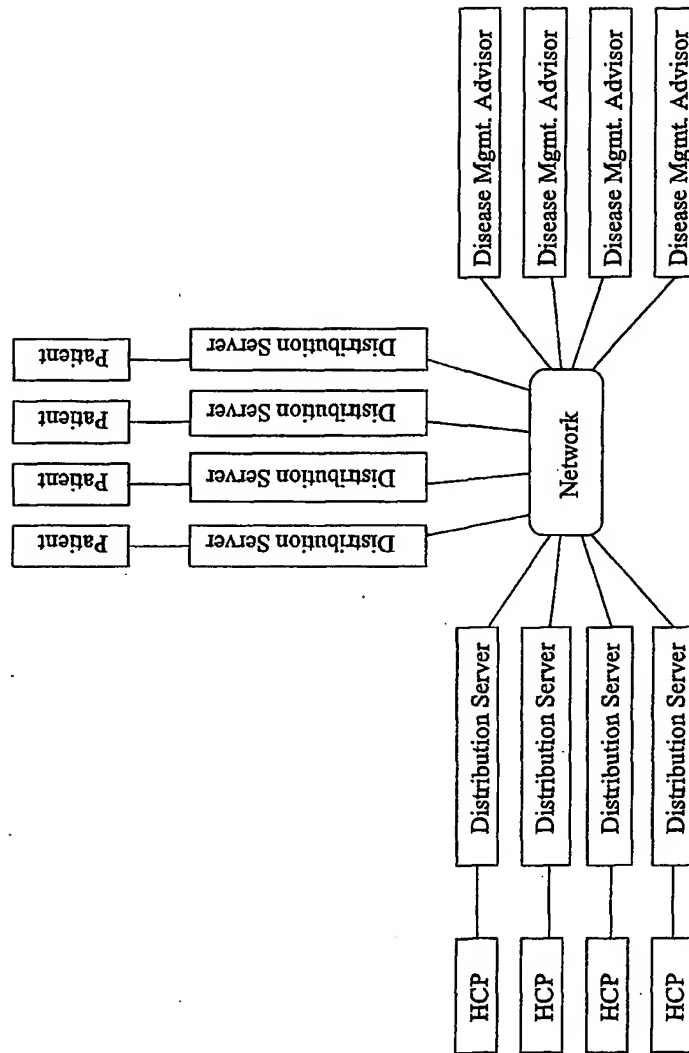 Patient
Patient
Patient
Patient
Distribution Server
Distribution Server
Distribution Server
Distribution Server
Disease Mgmt. Advisor
Disease Mgmt. Advisor
Disease Mgmt. Advisor
Disease Mgmt. Advisor
Network
Distribution Server
Distribution Server
Distribution Server
Distribution Server
HCP
HCP
HCP
HCP